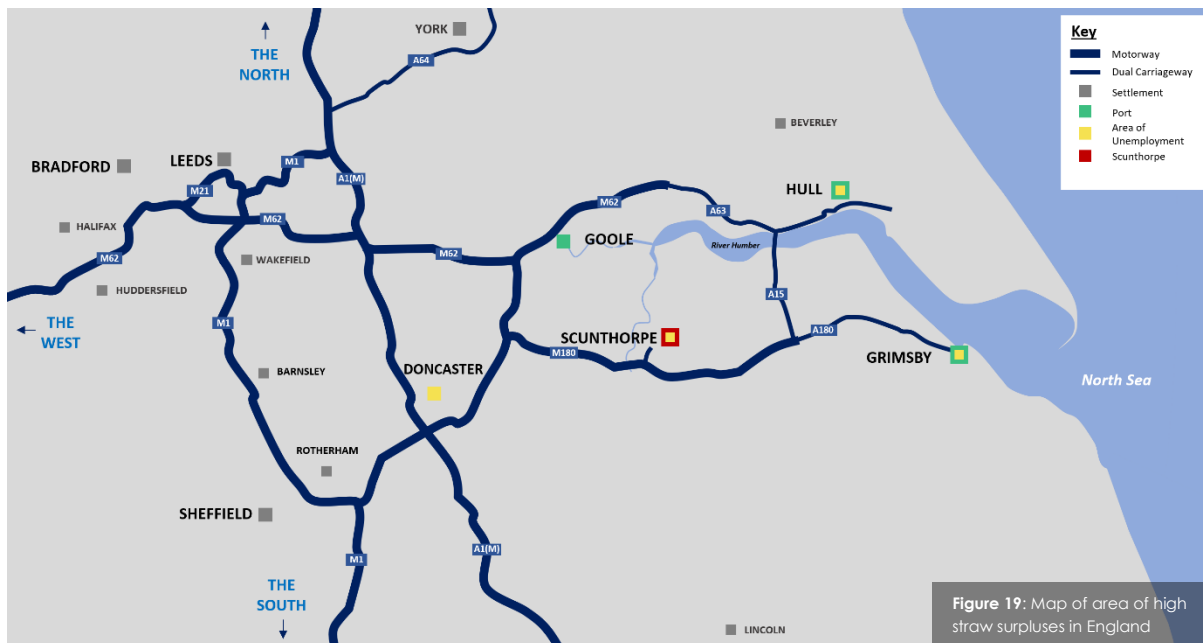 YORK
THE
NORTH
A64
Key
Motorway
Dual Carriageway
Settlement
Port
Area of
Unemployment
Scunthorpe
BEVERLEY
BRADFORD
LEEDS
M1
A1(M)
M21
HULL
M62
A63
HALIFAX
M62
GOOLE
River Humber
M62
WAKEFIELD
M62
HUDDERSFIELD
A15
THE
WEST
M1
SCUNTHORPE
A180
M180
GRIMSBY
DONCASTER
BARNSLEY
North Sea
ROTHERHAM
SHEFFIELD
M1
A1(M)
THE
SOUTH
LINCOLN
Figure 19: Map of area of high
straw surpluses in England